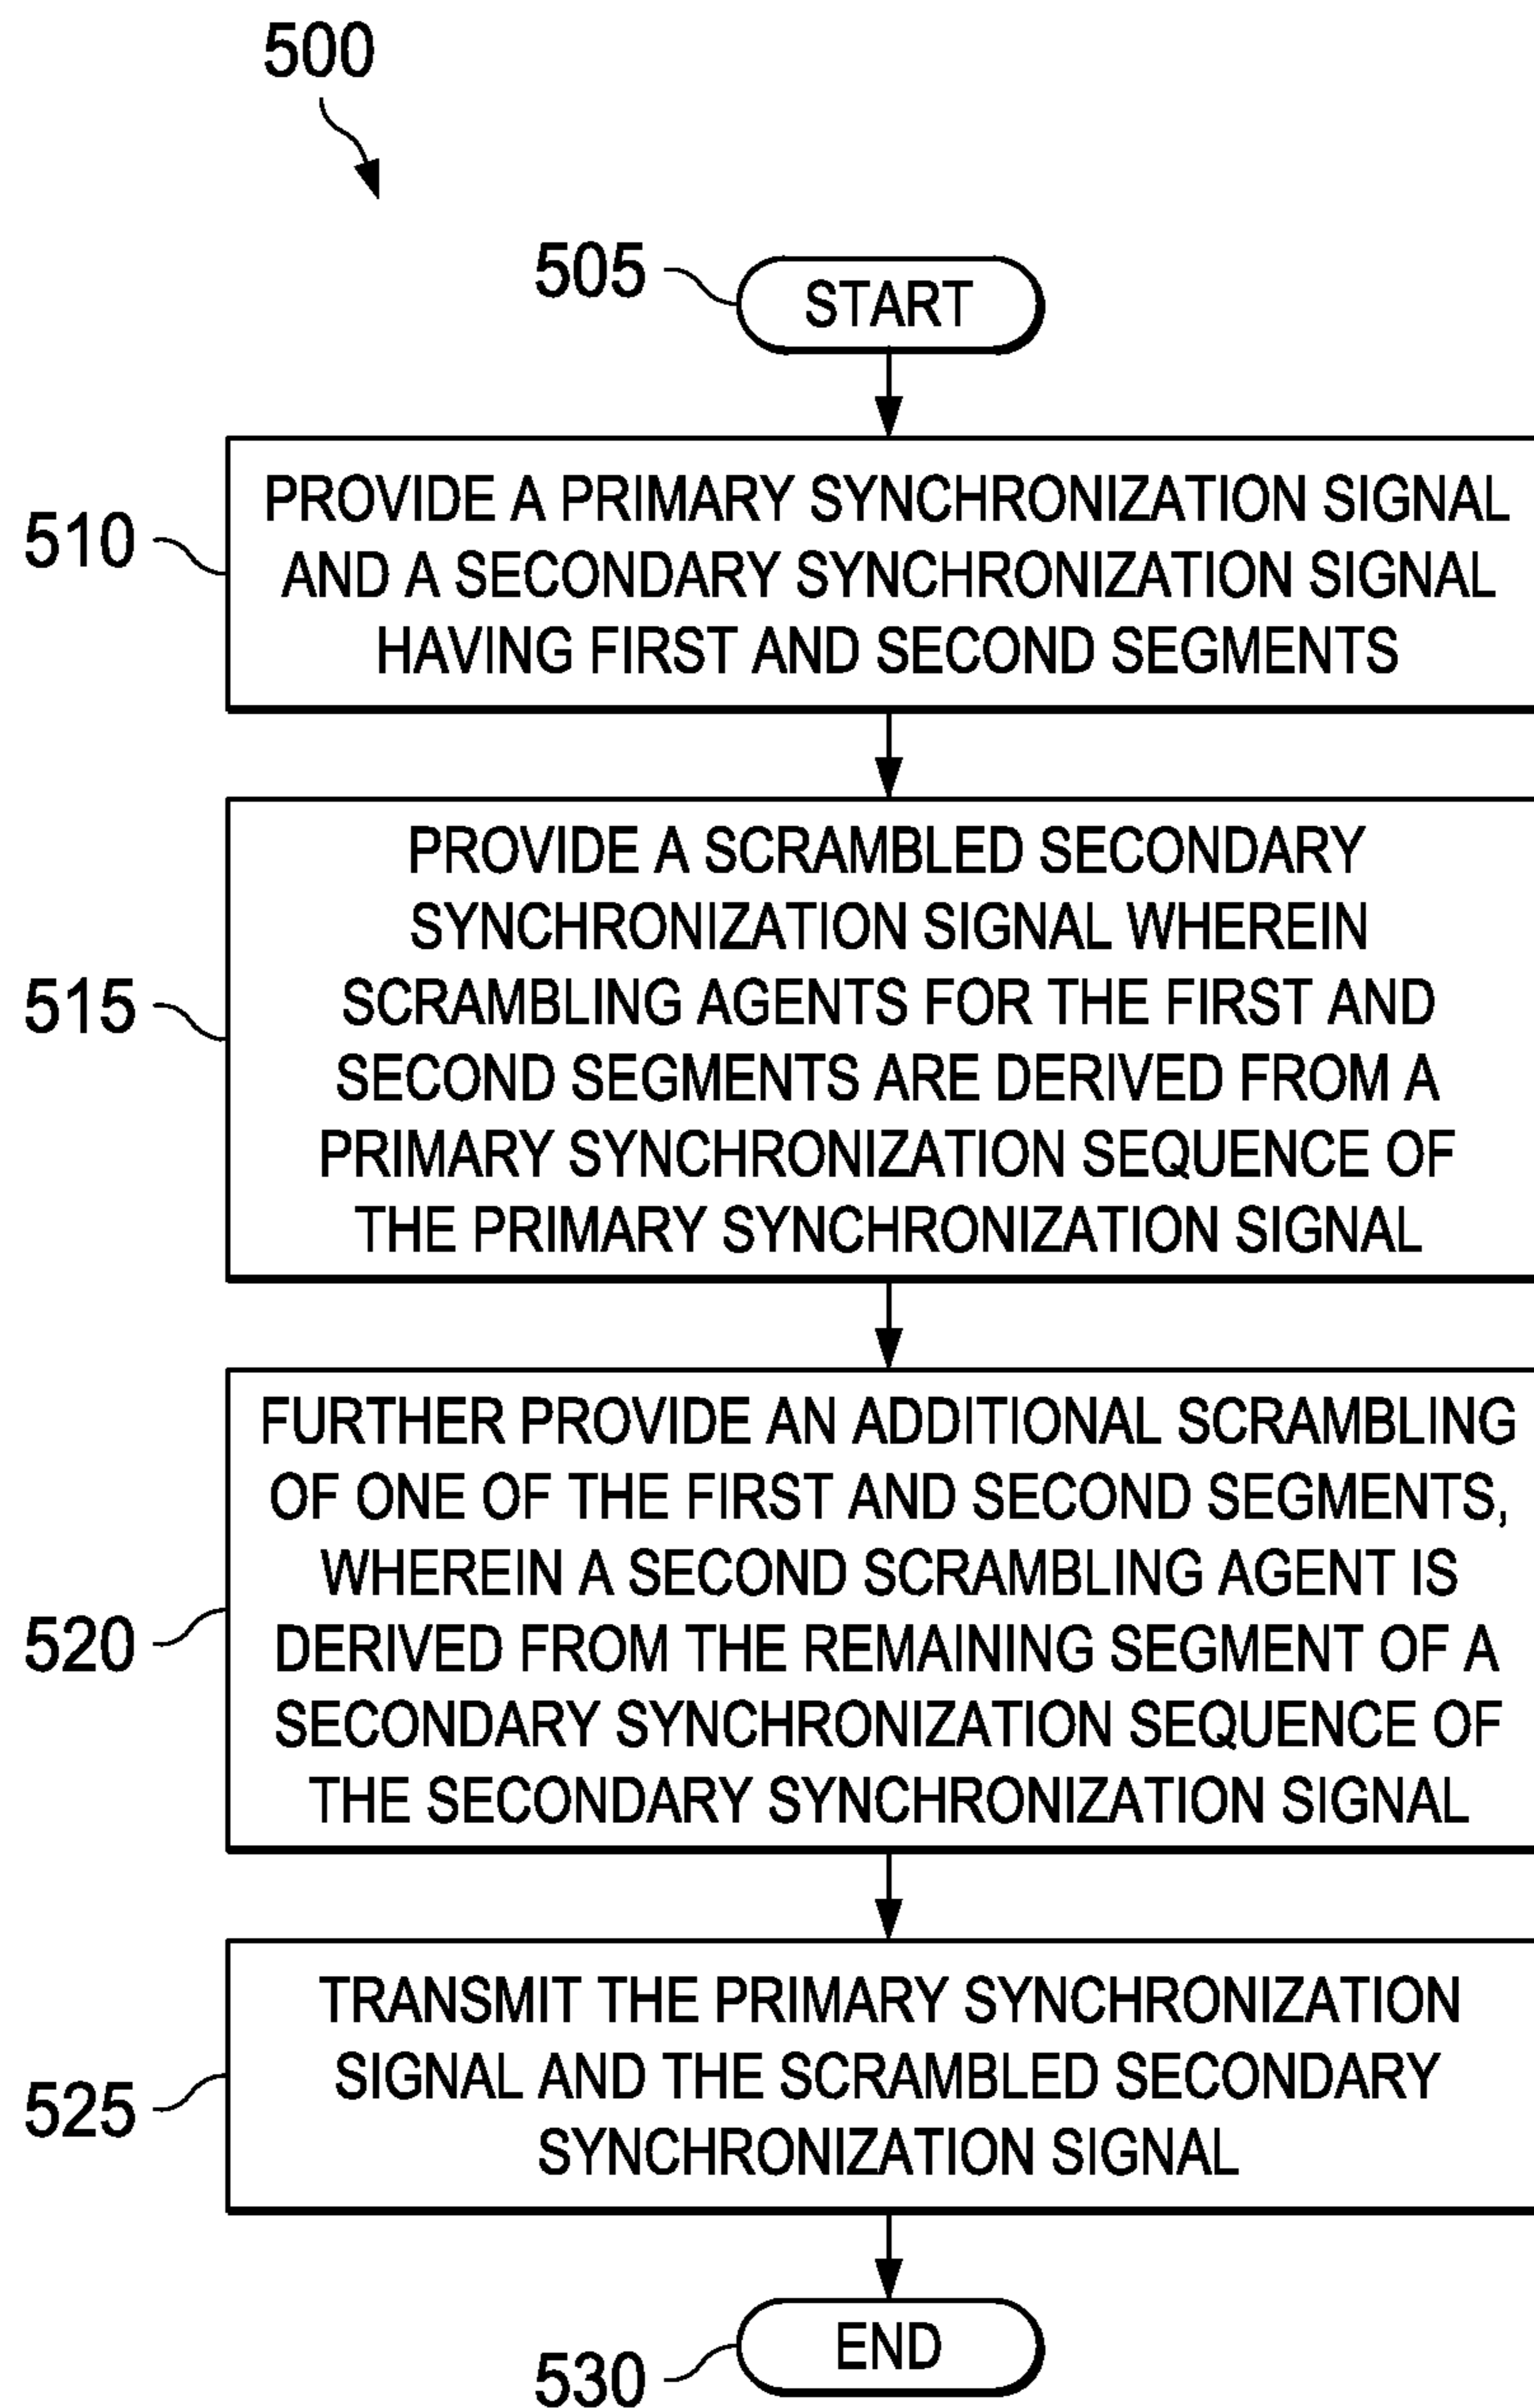 500
505
START
510
PROVIDE A PRIMARY SYNCHRONIZATION SIGNAL
AND A SECONDARY SYNCHRONIZATION SIGNAL
HAVING FIRST AND SECOND SEGMENTS
515
PROVIDE A SCRAMBLED SECONDARY
SYNCHRONIZATION SIGNAL WHEREIN
SCRAMBLING AGENTS FOR THE FIRST AND
SECOND SEGMENTS ARE DERIVED FROM A
PRIMARY SYNCHRONIZATION SEQUENCE OF
THE PRIMARY SYNCHRONIZATION SIGNAL
520
FURTHER PROVIDE AN ADDITIONAL SCRAMBLING
OF ONE OF THE FIRST AND SECOND SEGMENTS,
WHEREIN A SECOND SCRAMBLING AGENT IS
DERIVED FROM THE REMAINING SEGMENT OF A
SECONDARY SYNCHRONIZATION SEQUENCE OF
THE SECONDARY SYNCHRONIZATION SIGNAL
525
TRANSMIT THE PRIMARY SYNCHRONIZATION
SIGNAL AND THE SCRAMBLED SECONDARY
SYNCHRONIZATION SIGNAL
530
END